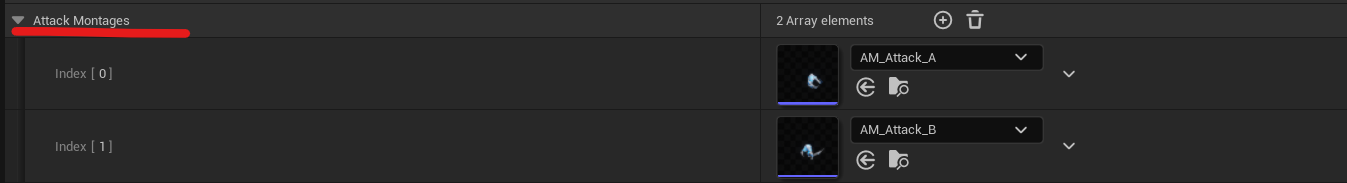 Attack Montages
2 Array elements
Index [ 0 ]
AM_Attack_A
Index [ 1 ]
AM_Attack_B